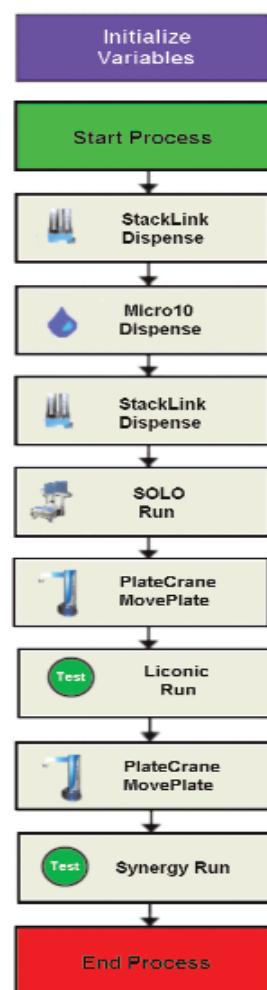 Initialize
Variables
Start Process
StackLink
Dispense
Micro10
Dispense
StackLink
Dispense
SOLO
Run
PlateCrane
MovePlate
Test
Liconic
Run
PlateCrane
MovePlate
Test
Synergy Run
End Process